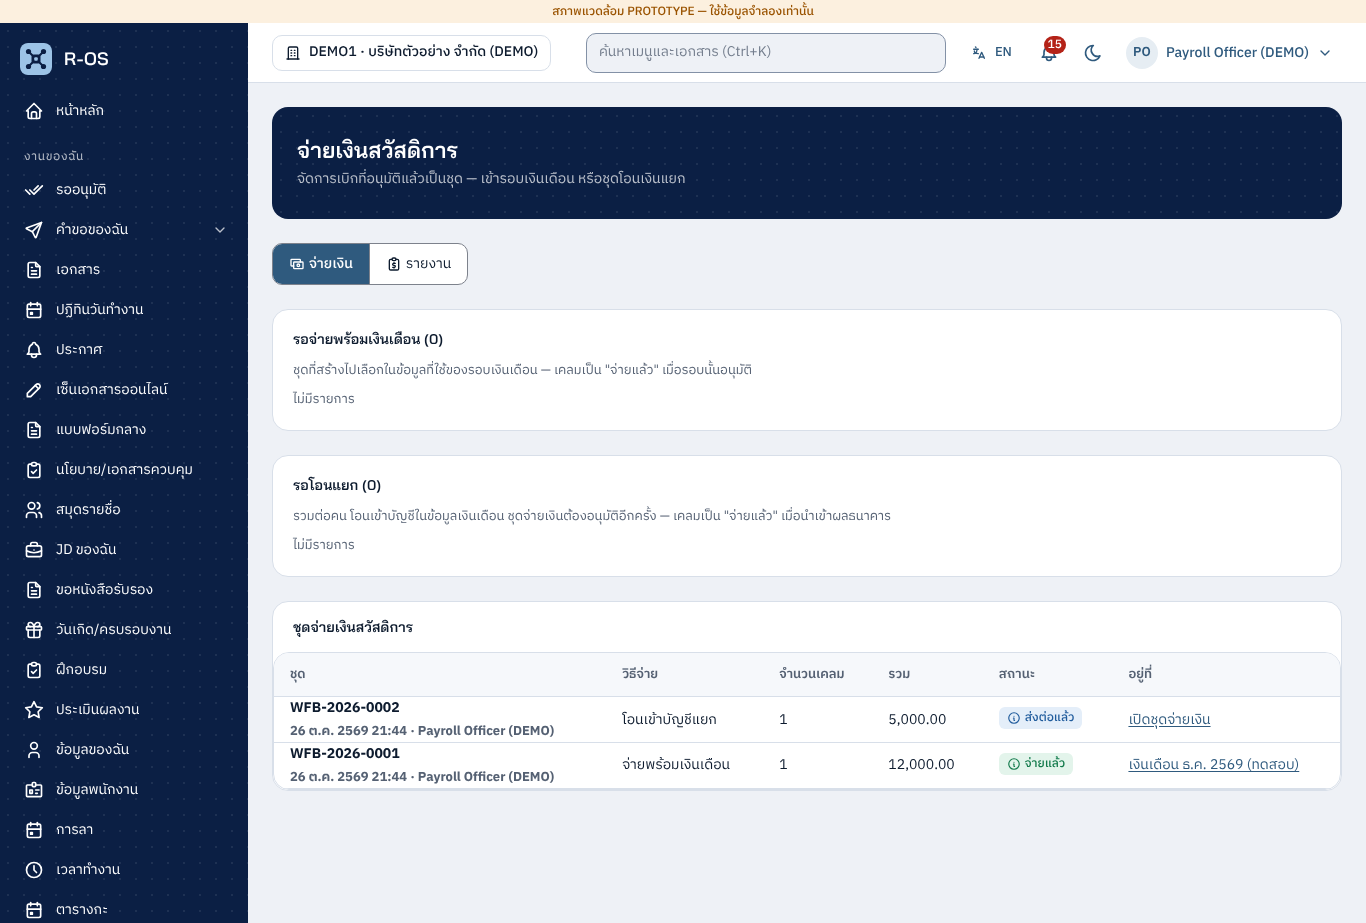 สภาพแวดล้อม PROTOTYPE — ใช้ข้อมูลจำลองเท่านั้น
R-OS
DEMO1 · บริษัทตัวอย่าง จำกัด (DEMO)
ค้นหาเมนูและเอกสาร (Ctrl+K)
EN
15
PO
Payroll Officer (DEMO)
หน้าหลัก
งานของฉัน
รออนุมัติ
คำขอของฉัน
เอกสาร
ปฏิทินวันทำงาน
ประกาศ
เซ็นเอกสารออนไลน์
แบบฟอร์มกลาง
นโยบาย/เอกสารควบคุม
สมุดรายชื่อ
JD ของฉัน
ขอหนังสือรับรอง
วันเกิด/ครบรอบงาน
ฝึกอบรม
ประเมินผลงาน
ข้อมูลของฉัน
ข้อมูลพนักงาน
การลา
เวลาทำงาน
ตารางกะ
จ่ายเงินสวัสดิการ
จัดการเบิกที่อนุมัติแล้วเป็นชุด — เข้ารอบเงินเดือน หรือชุดโอนเงินแยก
จ่ายเงิน
รายงาน
รอจ่ายพร้อมเงินเดือน (0)
ชุดที่สร้างไปเลือกในข้อมูลที่ใช้ของรอบเงินเดือน — เคลมเป็น "จ่ายแล้ว" เมื่อรอบนั้นอนุมัติ
ไม่มีรายการ
รอโอนแยก (0)
รวมต่อคน โอนเข้าบัญชีในข้อมูลเงินเดือน ชุดจ่ายเงินต้องอนุมัติอีกครั้ง — เคลมเป็น "จ่ายแล้ว" เมื่อนำเข้าผลธนาคาร
ไม่มีรายการ
ชุดจ่ายเงินสวัสดิการ
ชุด วิธีจ่าย จำนวนเคลม รวม สถานะ อยู่ที่
WFB-2026-0002
26 ต.ค. 2569 21:44 · Payroll Officer (DEMO)
โอนเข้าบัญชีแยก 1 5,000.00 ส่งต่อแล้ว เปิดชุดจ่ายเงิน
WFB-2026-0001
26 ต.ค. 2569 21:44 · Payroll Officer (DEMO)
จ่ายพร้อมเงินเดือน 1 12,000.00 จ่ายแล้ว เงินเดือน ธ.ค. 2569 (ทดสอบ)